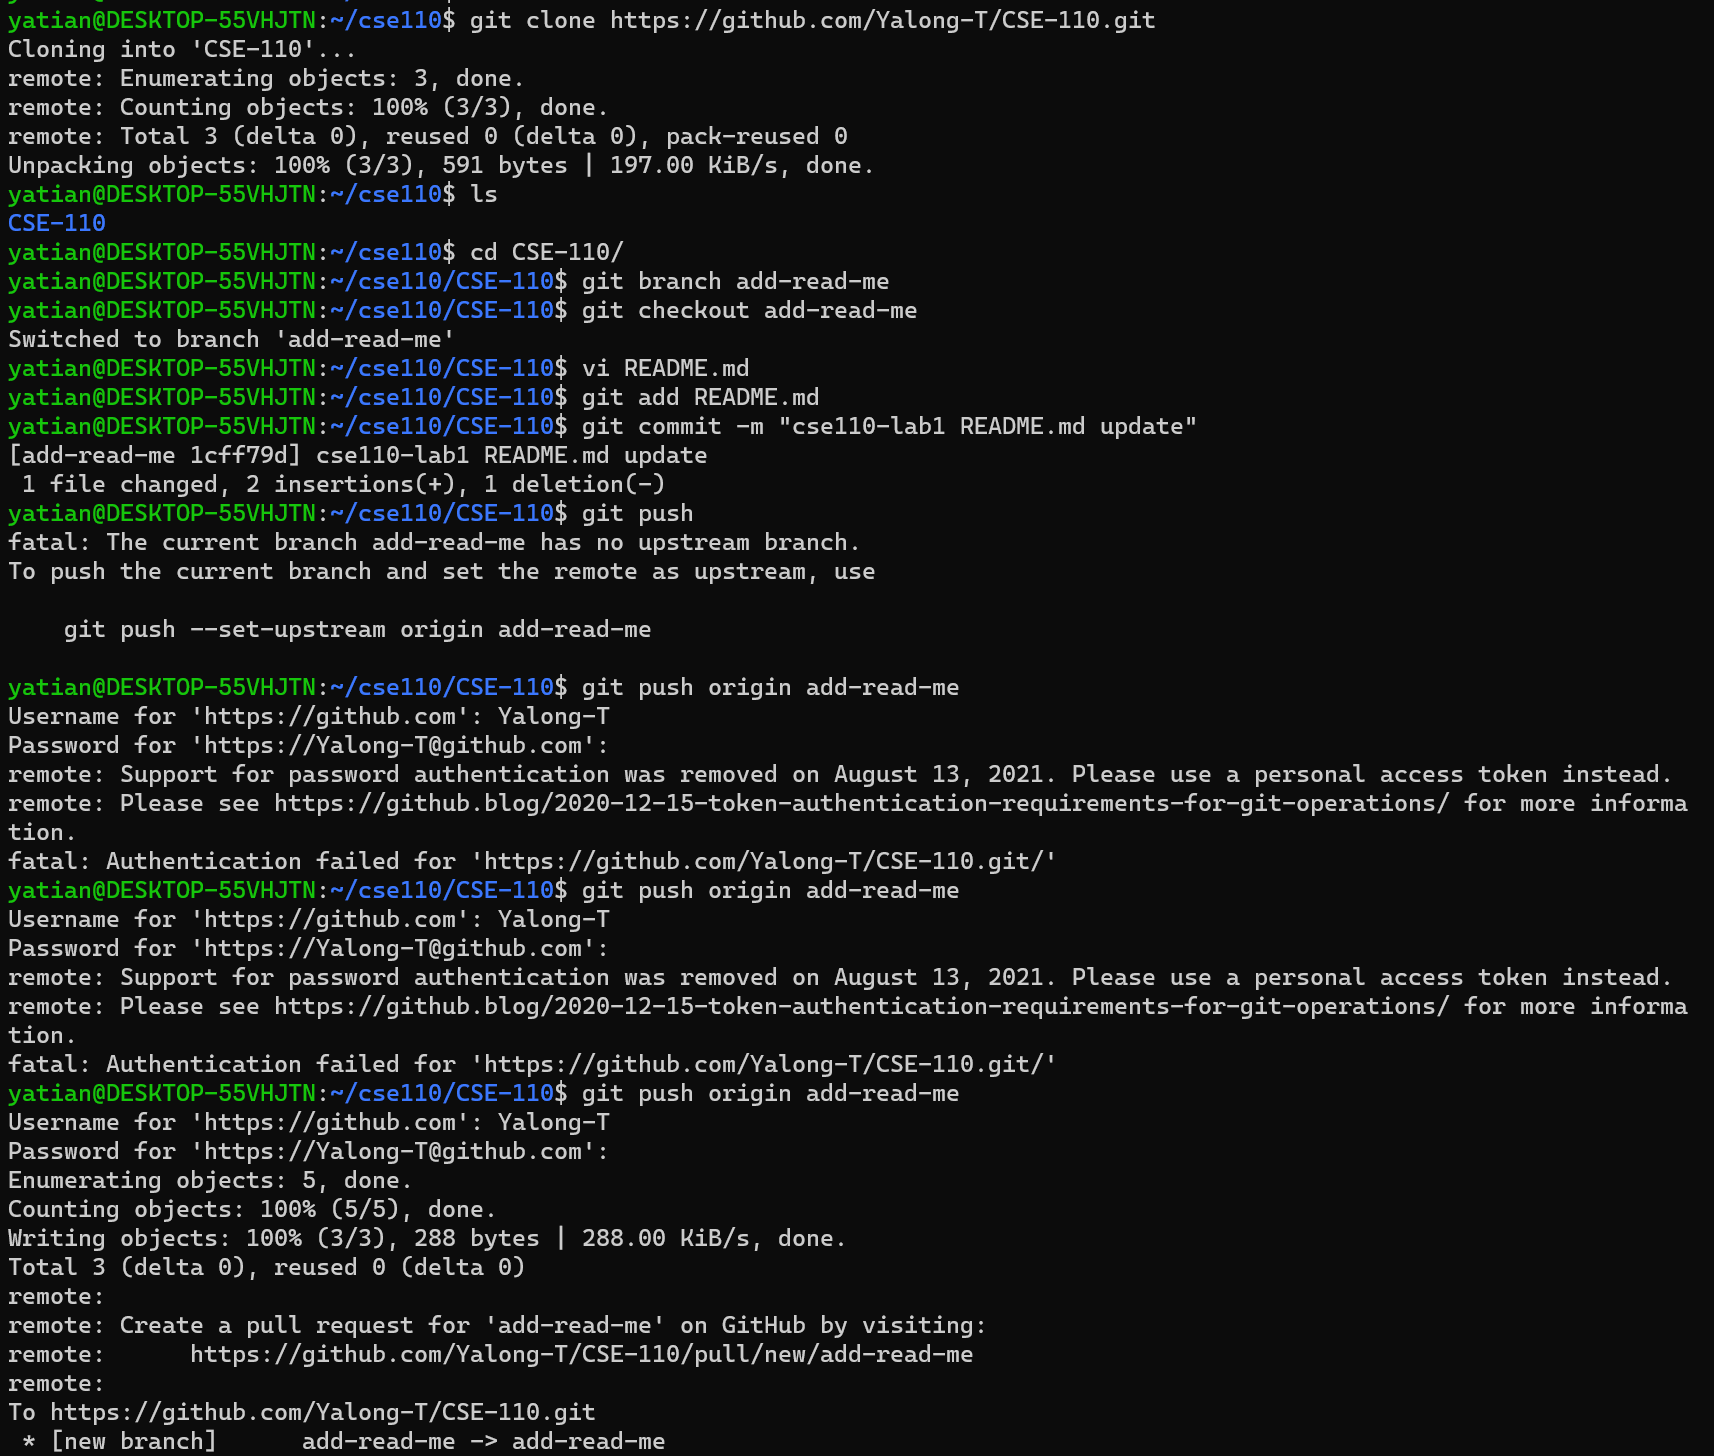 yatian@DESKTOP-55VHJTN:~/cse110$ git clone https://github.com/Yalong-T/CSE-110.git
Cloning into 'CSE-110'...
remote: Enumerating objects: 3, done.
remote: Counting objects: 100% (3/3), done.
remote: Total 3 (delta 0), reused 0 (delta 0), pack-reused 0
Unpacking objects: 100% (3/3), 591 bytes | 197.00 KiB/s, done.
yatian@DESKTOP-55VHJTN:~/cse110$ ls
CSE-110
yatian@DESKTOP-55VHJTN:~/cse110$ cd CSE-110/
yatian@DESKTOP-55VHJTN:~/cse110/CSE-110$ git branch add-read-me
yatian@DESKTOP-55VHJTN:~/cse110/CSE-110$ git checkout add-read-me
Switched to branch 'add-read-me'
yatian@DESKTOP-55VHJTN:~/cse110/CSE-110$ vi README.md
yatian@DESKTOP-55VHJTN:~/cse110/CSE-110$ git add README.md
yatian@DESKTOP-55VHJTN:~/cse110/CSE-110$ git commit -m "cse110-lab1 README.md update"
[add-read-me 1cff79d] cse110-lab1 README.md update
 1 file changed, 2 insertions(+), 1 deletion(-)
yatian@DESKTOP-55VHJTN:~/cse110/CSE-110$ git push
fatal: The current branch add-read-me has no upstream branch.
To push the current branch and set the remote as upstream, use
    git push --set-upstream origin add-read-me
yatian@DESKTOP-55VHJTN:~/cse110/CSE-110$ git push origin add-read-me
Username for 'https://github.com': Yalong-T
Password for 'https://Yalong-T@github.com':
remote: Support for password authentication was removed on August 13, 2021. Please use a personal access token instead.
remote: Please see https://github.blog/2020-12-15-token-authentication-requirements-for-git-operations/ for more informa
tion.
fatal: Authentication failed for 'https://github.com/Yalong-T/CSE-110.git/'
yatian@DESKTOP-55VHJTN:~/cse110/CSE-110$ git push origin add-read-me
Username for 'https://github.com': Yalong-T
Password for 'https://Yalong-T@github.com':
remote: Support for password authentication was removed on August 13, 2021. Please use a personal access token instead.
remote: Please see https://github.blog/2020-12-15-token-authentication-requirements-for-git-operations/ for more informa
tion.
fatal: Authentication failed for 'https://github.com/Yalong-T/CSE-110.git/'
yatian@DESKTOP-55VHJTN:~/cse110/CSE-110$ git push origin add-read-me
Username for 'https://github.com': Yalong-T
Password for 'https://Yalong-T@github.com':
Enumerating objects: 5, done.
Counting objects: 100% (5/5), done.
Writing objects: 100% (3/3), 288 bytes | 288.00 KiB/s, done.
Total 3 (delta 0), reused 0 (delta 0)
remote:
remote: Create a pull request for 'add-read-me' on GitHub by visiting:
remote:      https://github.com/Yalong-T/CSE-110/pull/new/add-read-me
remote:
To https://github.com/Yalong-T/CSE-110.git
 * [new branch]      add-read-me -> add-read-me